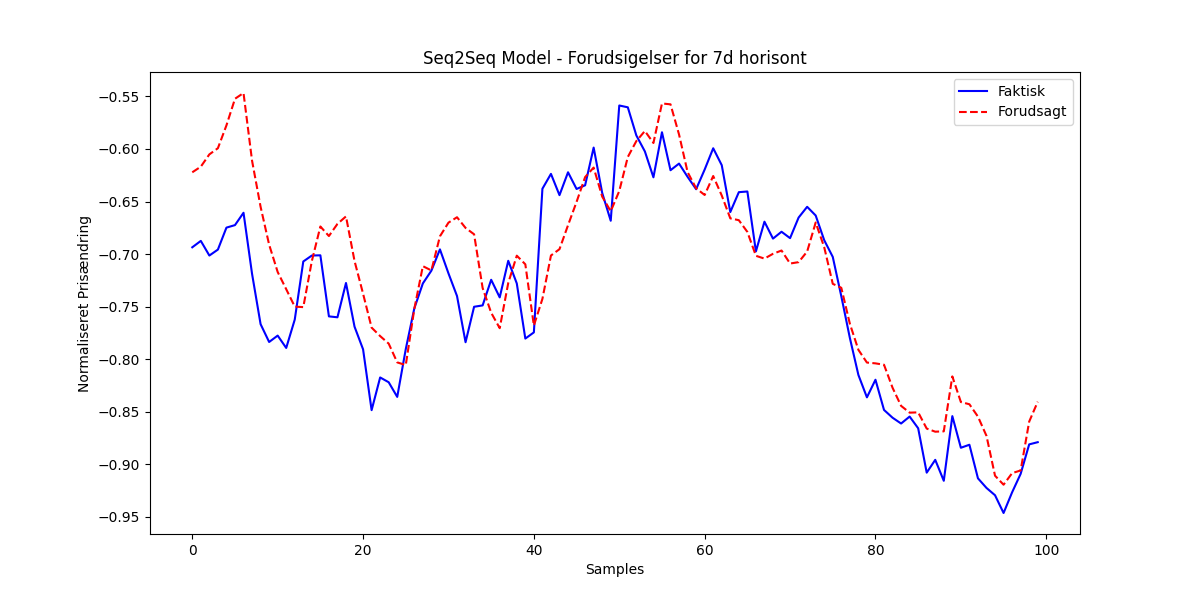 Seq2Seq Model - Forudsigelser for 7d horisont
Faktisk
Forudsagt
Normaliseret Prisændring
−0.55
−0.60
−0.65
−0.70
−0.75
−0.80
−0.85
−0.90
−0.95
0 20 40 60 80 100
Samples